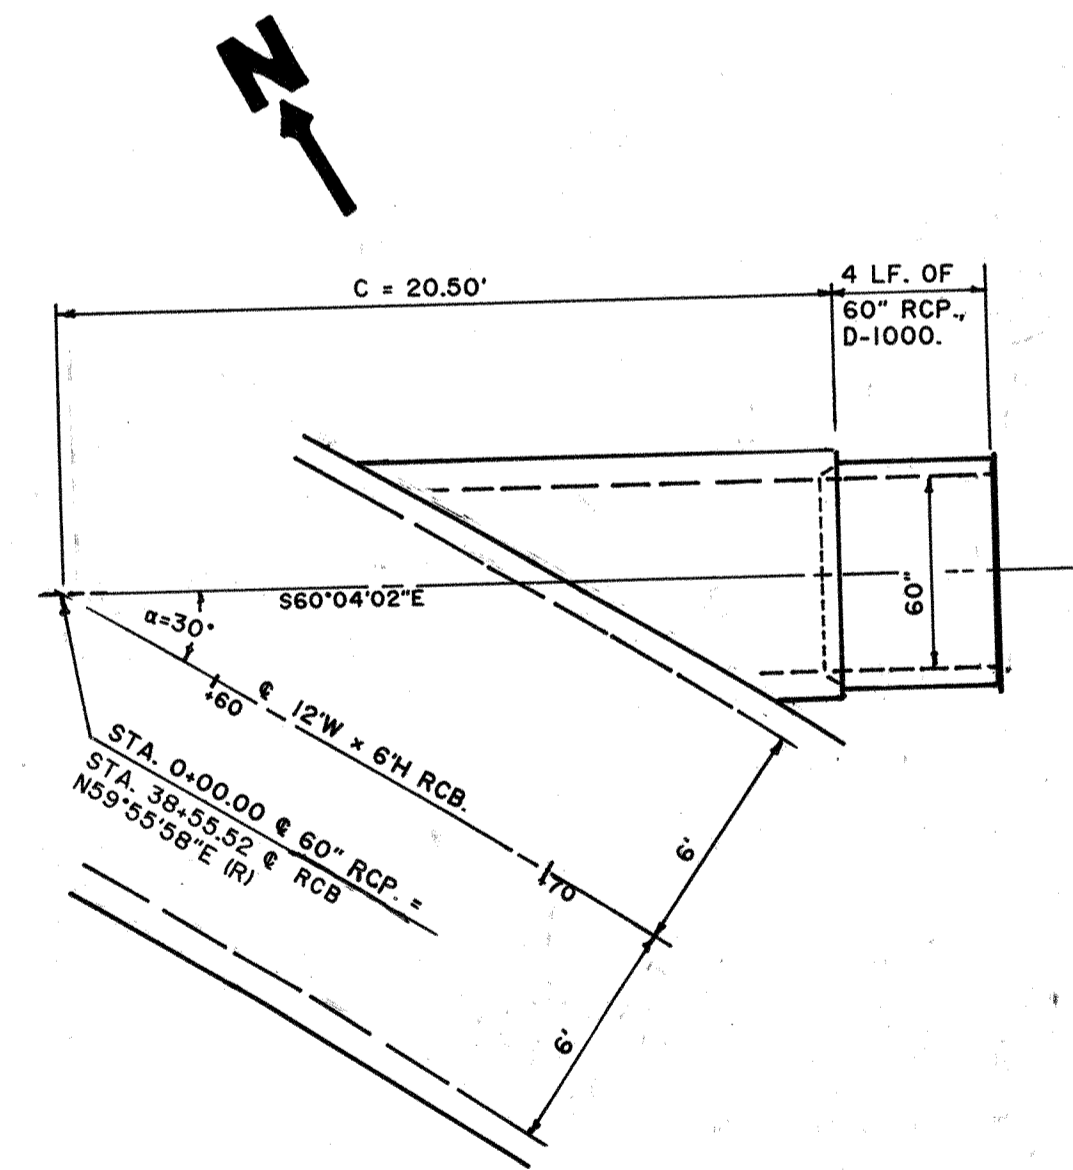 N
C = 20.50'
4 LF. OF
60" RCP.,
D-1000.
60"
S60°04'02"E
α=30°
+60
℄ 12'W x 6'H RCB.
+70
STA. 0+00.00 ℄ 60" RCP. =
STA. 38+55.52 ℄ RCB
N59°55'58"E (R)
6'
6'